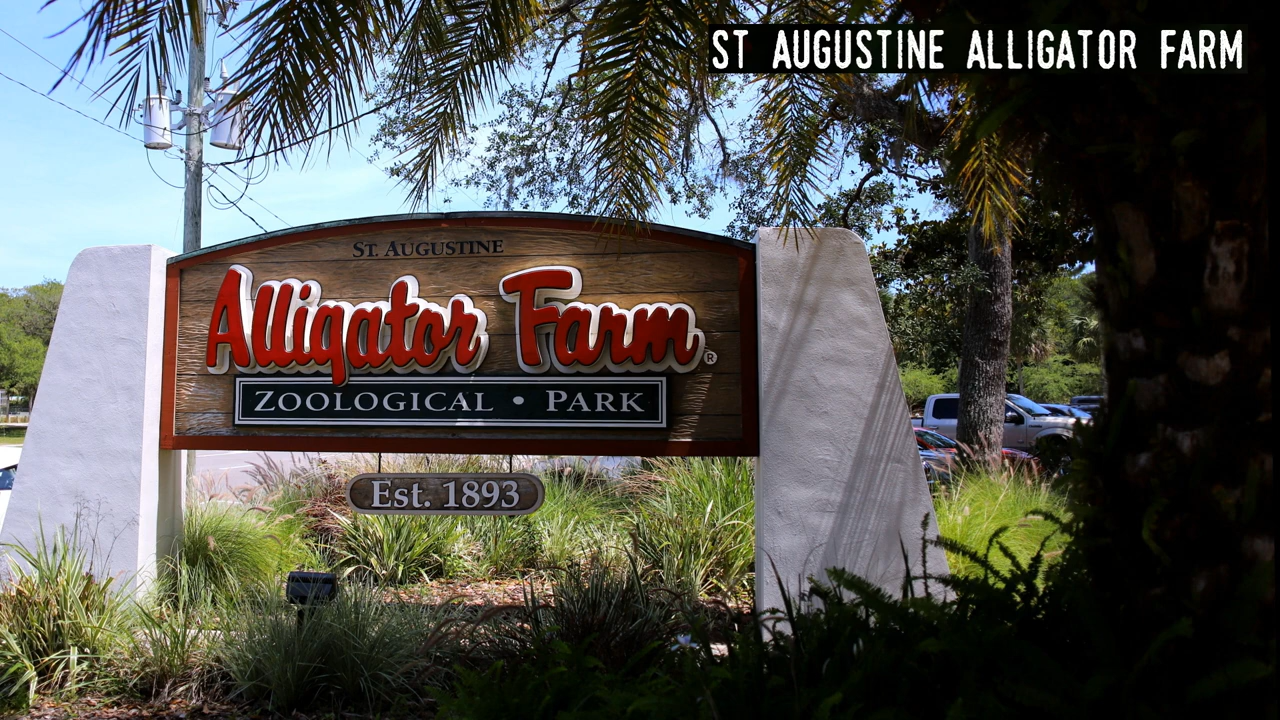 ST AUGUSTINE ALLIGATOR FARM
ST. AUGUSTINE
Alligator Farm®
ZOOLOGICAL • PARK
Est. 1893